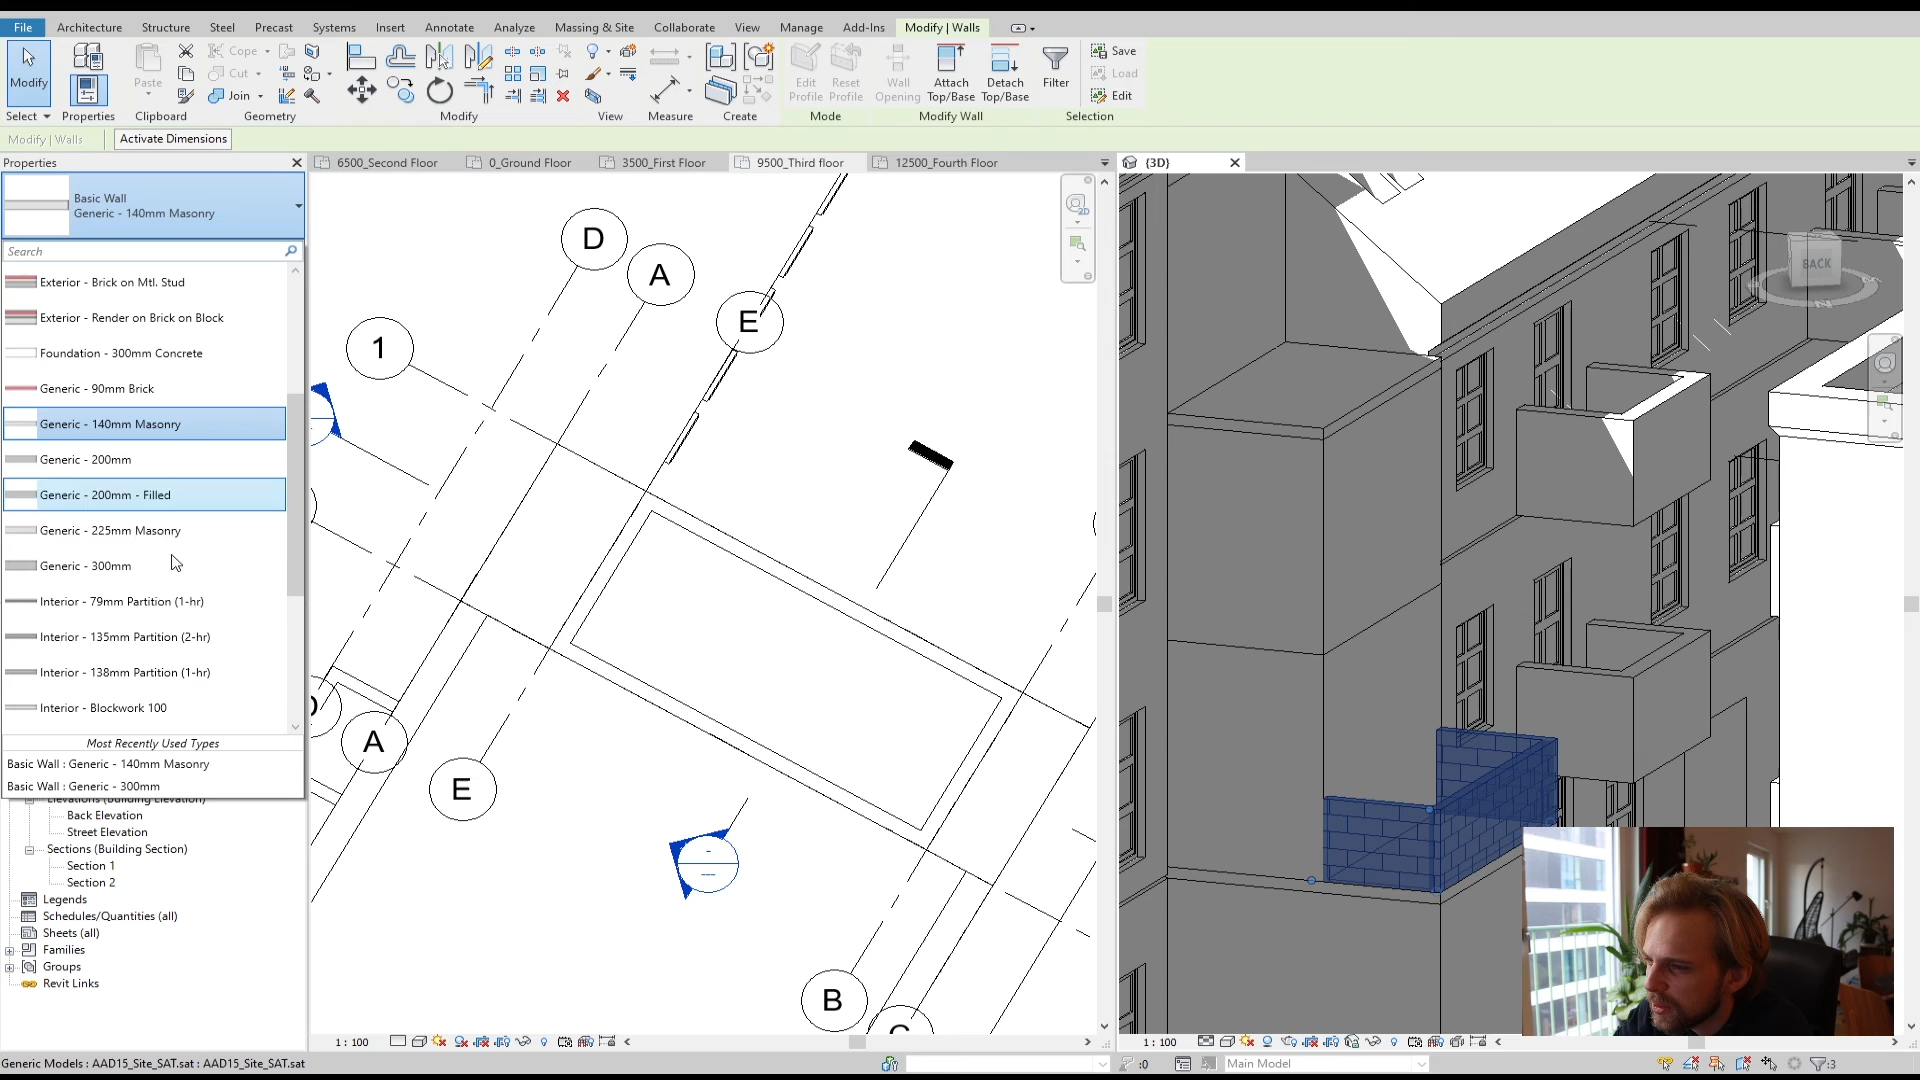 File Architecture Structure Steel Precast Systems Insert Annotate Analyze Massing & Site Collaborate View Manage Add-Ins Modify | Walls
Cope Save
Modify Paste Cut Edit Profile Reset Profile Wall Opening Attach Top/Base Detach Top/Base Filter Load
Join Edit
Select Properties Clipboard Geometry Modify View Measure Create Mode Modify Wall Selection
Modify | Walls Activate Dimensions
Properties 6500_Second Floor 0_Ground Floor 3500_First Floor 9500_Third floor 12500_Fourth Floor {3D}
Basic Wall
Generic - 140mm Masonry
Search
Exterior - Brick on Mtl. Stud
Exterior - Render on Brick on Block
Foundation - 300mm Concrete
Generic - 90mm Brick
Generic - 140mm Masonry
Generic - 200mm
Generic - 200mm - Filled
Generic - 225mm Masonry
Generic - 300mm
Interior - 79mm Partition (1-hr)
Interior - 135mm Partition (2-hr)
Interior - 138mm Partition (1-hr)
Interior - Blockwork 100
Most Recently Used Types
Basic Wall : Generic - 140mm Masonry
Basic Wall : Generic - 300mm
Elevations (Building Elevation)
Back Elevation
Street Elevation
Sections (Building Section)
Section 1
Section 2
Legends
Schedules/Quantities (all)
Sheets (all)
Families
Groups
Revit Links
D
A
E
1
A
E
B
C
2D
BACK
N
1 : 100
1 : 100
Generic Models : AAD15_Site_SAT.sat : AAD15_Site_SAT.sat
:0
Main Model
:3